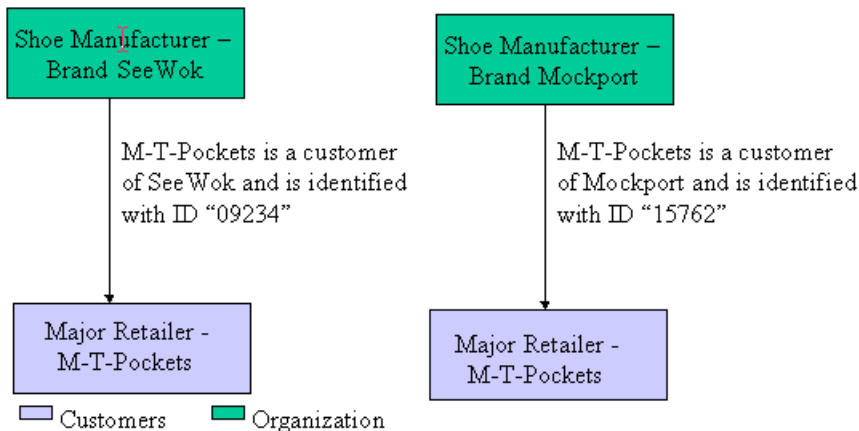 Shoe Manufacturer –
Brand SeeWok
Shoe Manufacturer –
Brand Mockport
M-T-Pockets is a customer
of SeeWok and is identified
with ID “09234”
M-T-Pockets is a customer
of Mockport and is identified
with ID “15762”
Major Retailer -
M-T-Pockets
Major Retailer -
M-T-Pockets
Customers
Organization